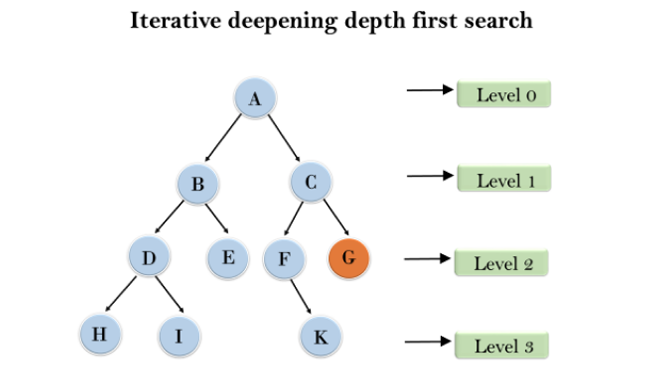 Iterative deepening depth first search
A
Level 0
B
C
Level 1
D
E
F
G
Level 2
H
I
K
Level 3